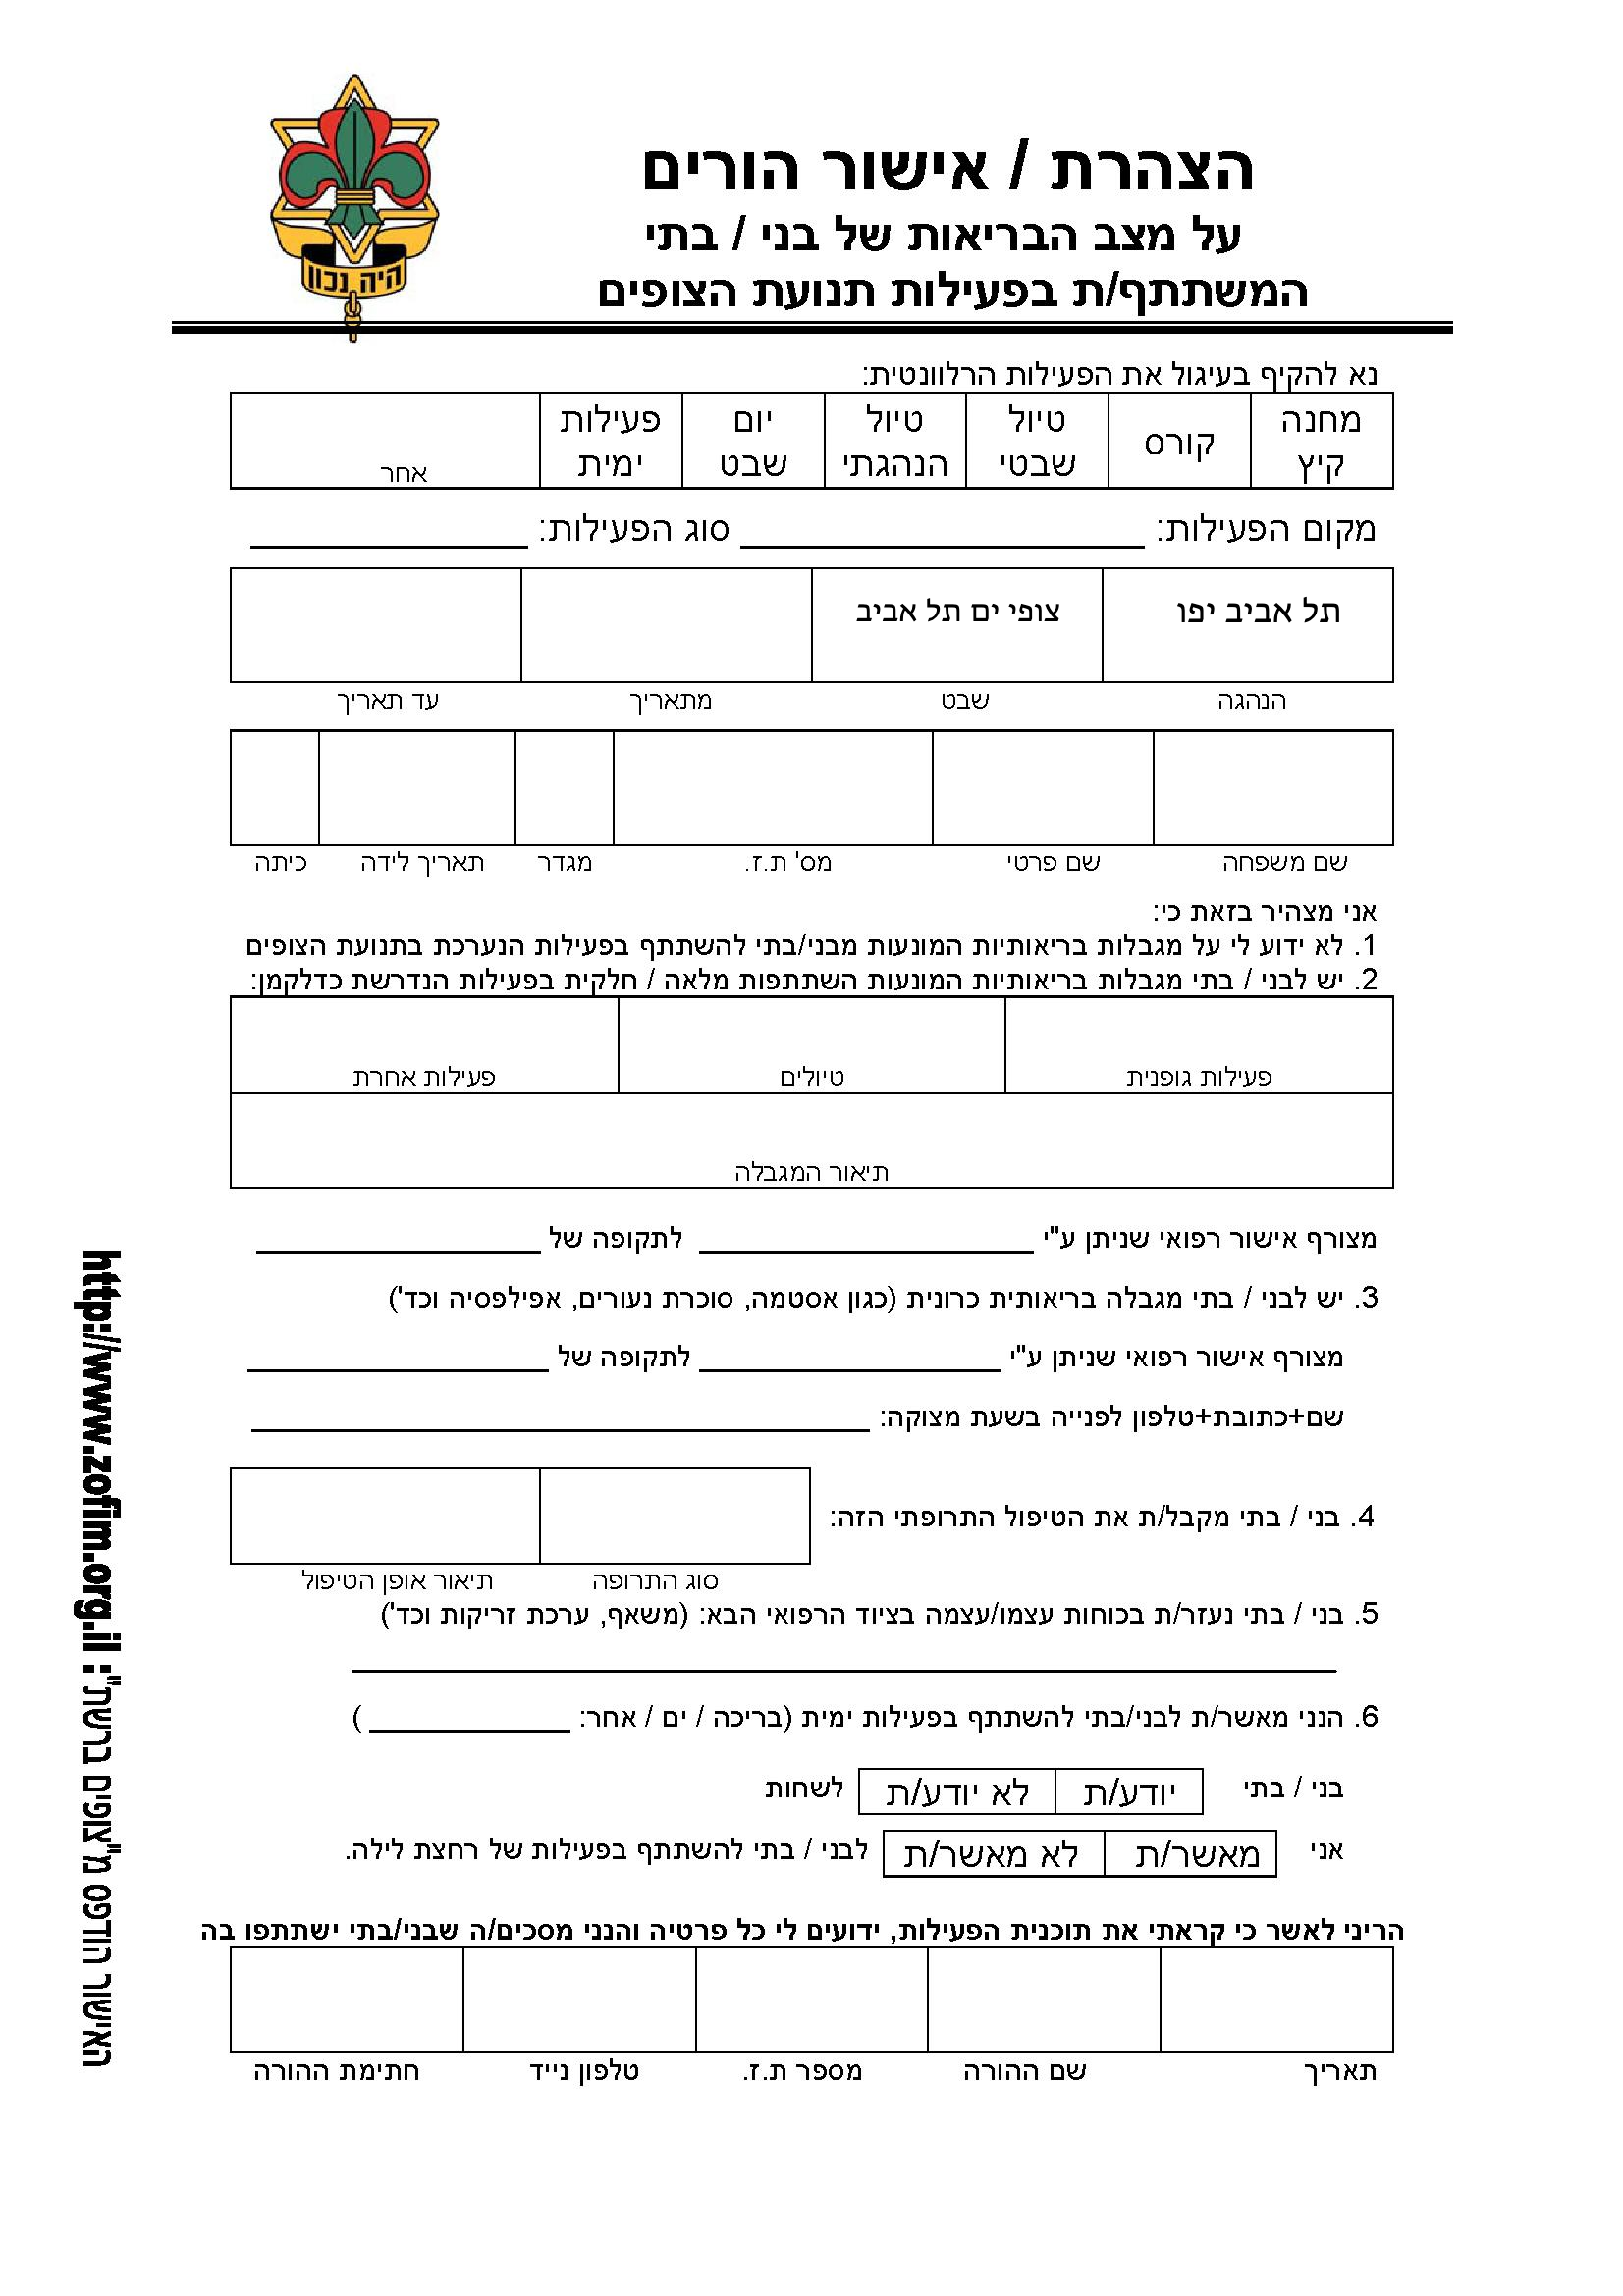 היה נכון
הצהרת / אישור הורים
על מצב הבריאות של בני / בתי
המשתתף/ת בפעילות תנועת הצופים
נא להקיף בעיגול את הפעילות הרלוונטית:
מחנה קיץ קורס טיול שבטי טיול הנהגתי יום שבט פעילות ימית אחר
מקום הפעילות: ____________________ סוג הפעילות: ______________
תל אביב יפו צופי ים תל אביב
הנהגה שבט מתאריך עד תאריך
שם משפחה שם פרטי מס' ת.ז. מגדר תאריך לידה כיתה
אני מצהיר בזאת כי:
1. לא ידוע לי על מגבלות בריאותיות המונעות מבני/בתי להשתתף בפעילות הנערכת בתנועת הצופים
2. יש לבני / בתי מגבלות בריאותיות המונעות השתתפות מלאה / חלקית בפעילות הנדרשת כדלקמן:
פעילות גופנית טיולים פעילות אחרת
תיאור המגבלה
מצורף אישור רפואי שניתן ע"י ____________________ לתקופה של _________________
3. יש לבני / בתי מגבלה בריאותית כרונית (כגון אסטמה, סוכרת נעורים, אפילפסיה וכד')
מצורף אישור רפואי שניתן ע"י __________________ לתקופה של __________________
שם+כתובת+טלפון לפנייה בשעת מצוקה: _____________________________________
4. בני / בתי מקבל/ת את הטיפול התרופתי הזה:
סוג התרופה תיאור אופן הטיפול
5. בני / בתי נעזר/ת בכוחות עצמו/עצמה בציוד הרפואי הבא: (משאף, ערכת זריקות וכד')
6. הנני מאשר/ת לבני/בתי להשתתף בפעילות ימית (בריכה / ים / אחר: ____________ )
בני / בתי יודע/ת לא יודע/ת לשחות
אני מאשר/ת לא מאשר/ת לבני / בתי להשתתף בפעילות של רחצת לילה.
הריני לאשר כי קראתי את תוכנית הפעילות, ידועים לי כל פרטיה והנני מסכים/ה שבני/בתי ישתתפו בה
תאריך שם ההורה מספר ת.ז. טלפון נייד חתימת ההורה
האישור הודפס מ"צופים ברשת": http://www.zofim.org.il